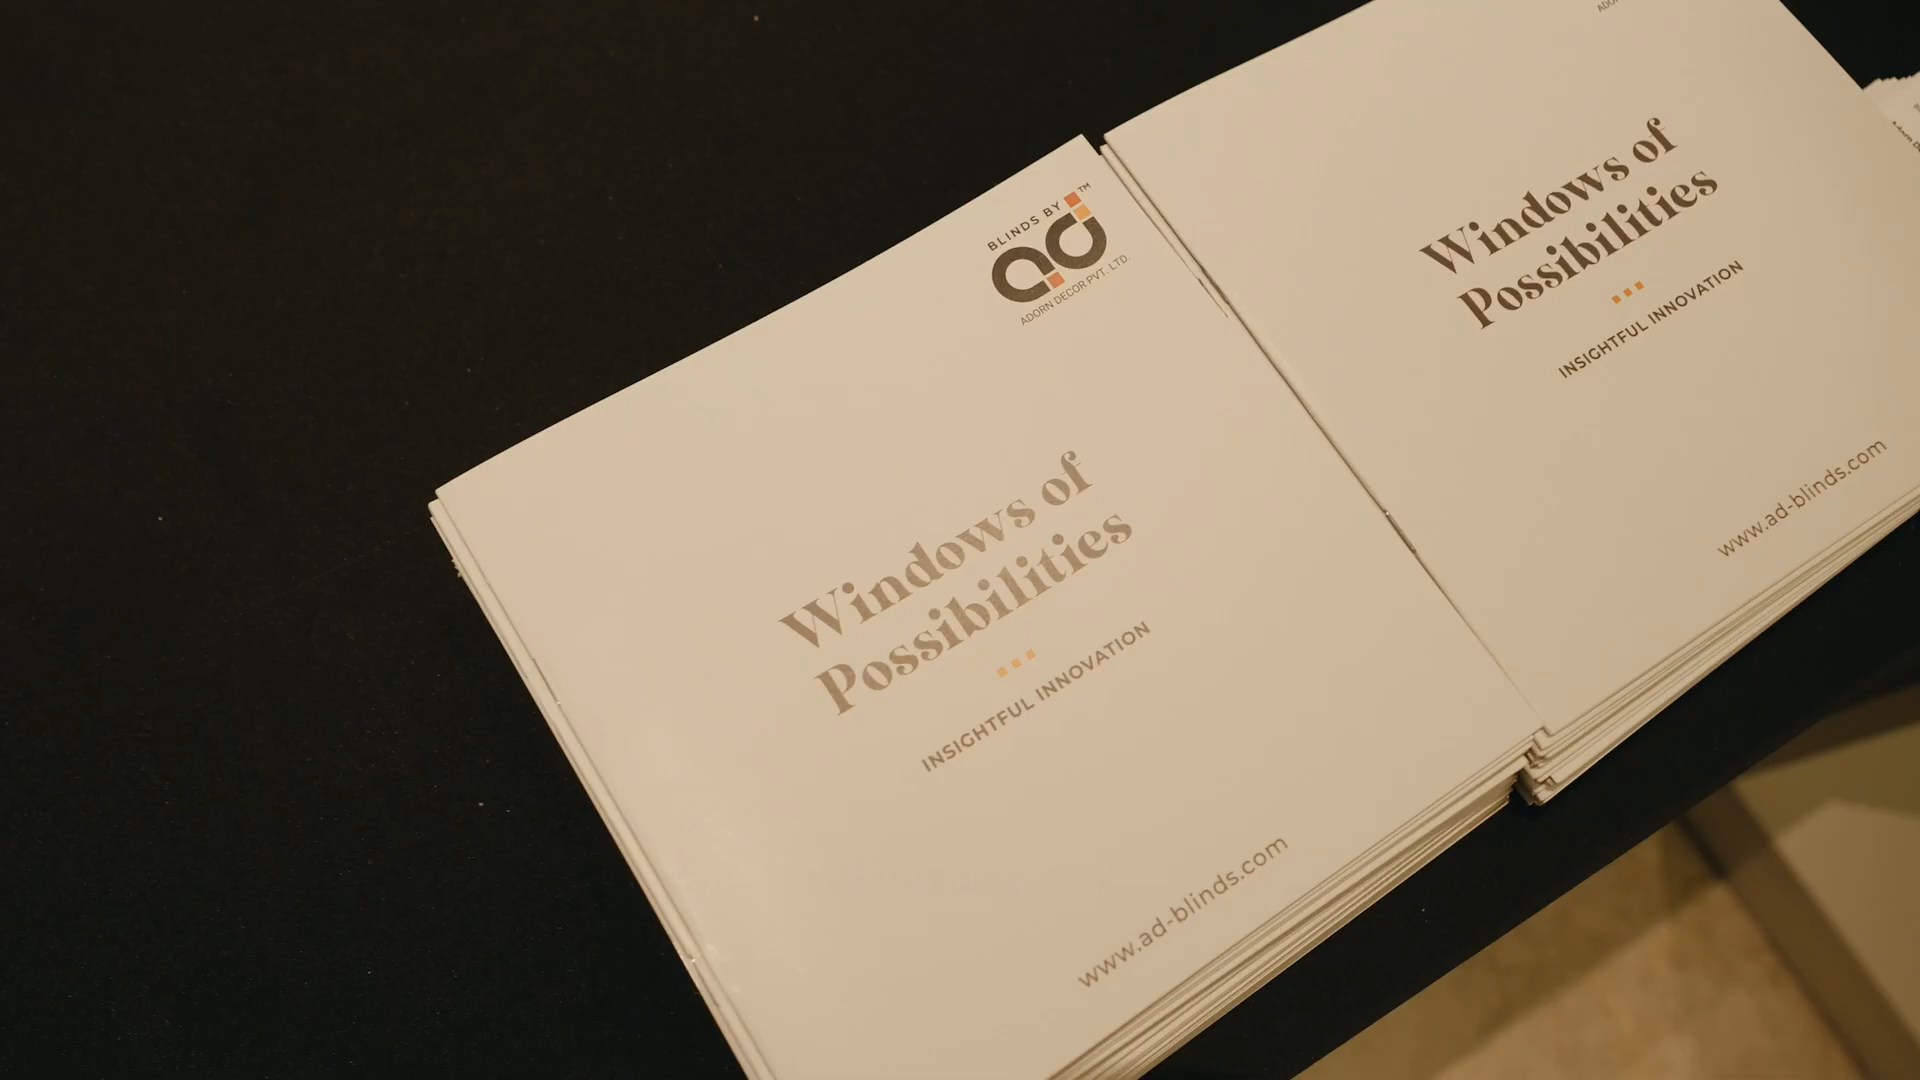 BLINDS BY
ad™
ADORN DECOR PVT. LTD.
Windows of
Possibilities
INSIGHTFUL INNOVATION
www.ad-blinds.com
Windows of
Possibilities
INSIGHTFUL INNOVATION
www.ad-blinds.com